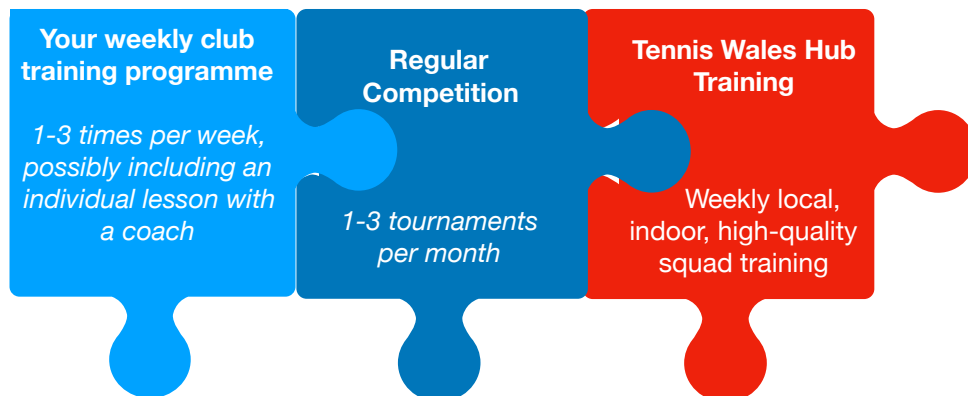 Your weekly club
training programme
1-3 times per week,
possibly including an
individual lesson with
a coach
Regular
Competition
1-3 tournaments
per month
Tennis Wales Hub
Training
Weekly local,
indoor, high-quality
squad training